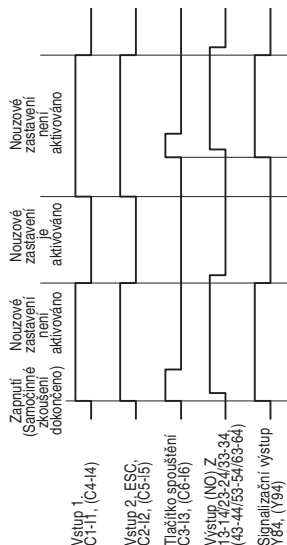 Zapnutí
(Samočinné
zkoušení
dokončeno)
Nouzové
zastavení
není
aktivováno
Nouzové
zastavení
je
aktivováno
Nouzové
zastavení
není
aktivováno
Vstup 1,
C1-I1, (C4-I4)
Vstup 2, ESC,
C2-I2, (C5-I5)
Tlačítko spouštění
C3-I3, (C6-I6)
Výstup (NO) Z
13-14/23-24/33-34,
(43-44/53-54/63-64)
Signalizační výstup
Y84, (Y94)